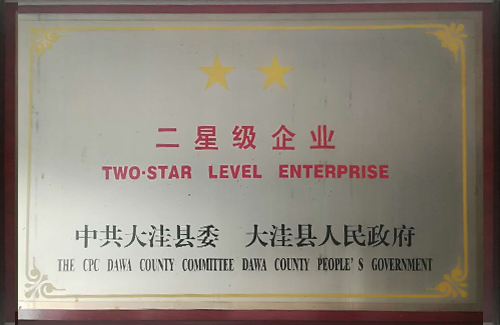 二星级企业
TWO·STAR LEVEL ENTERPRISE
中共大洼县委 大洼县人民政府
THE CPC DAWA COUNTY COMMITTEE DAWA COUNTY PEOPLE' S GOVERNMENT